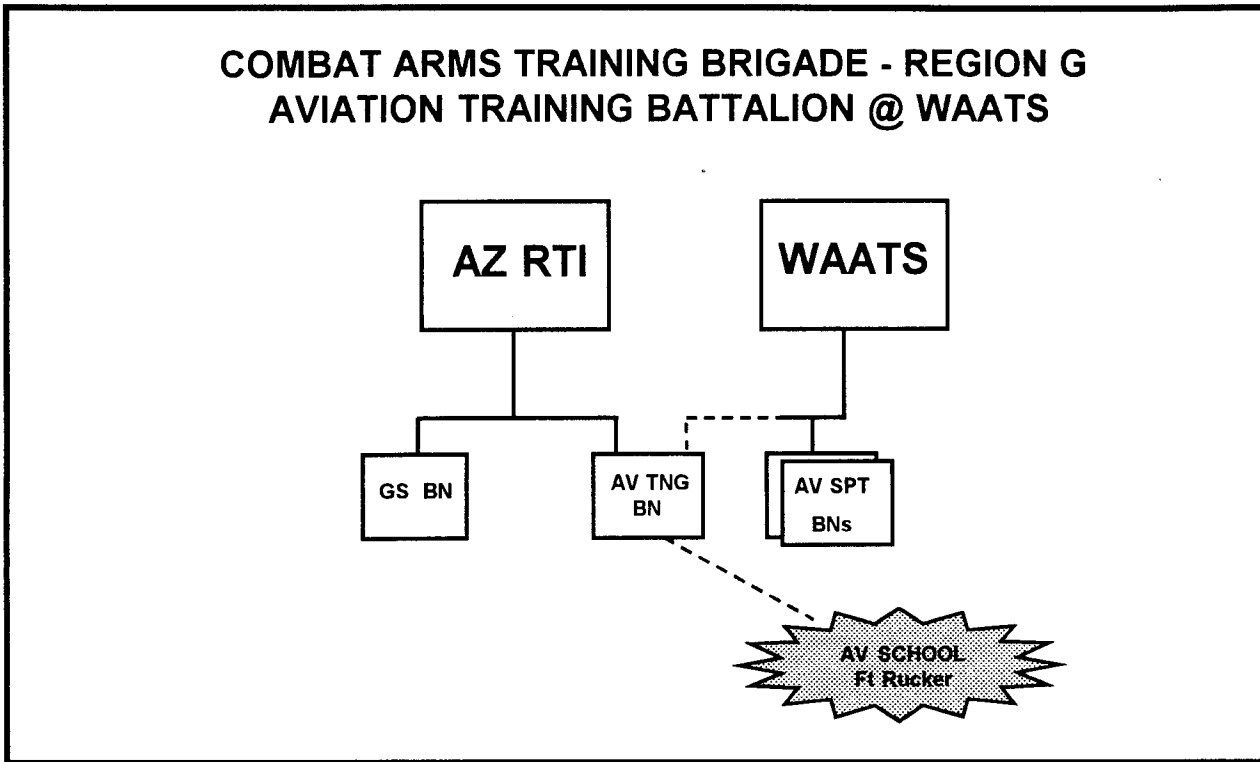 COMBAT ARMS TRAINING BRIGADE - REGION G
AVIATION TRAINING BATTALION @ WAATS
AZ RTI
WAATS
GS BN
AV TNG
BN
AV SPT
BNs
AV SCHOOL
Ft Rucker